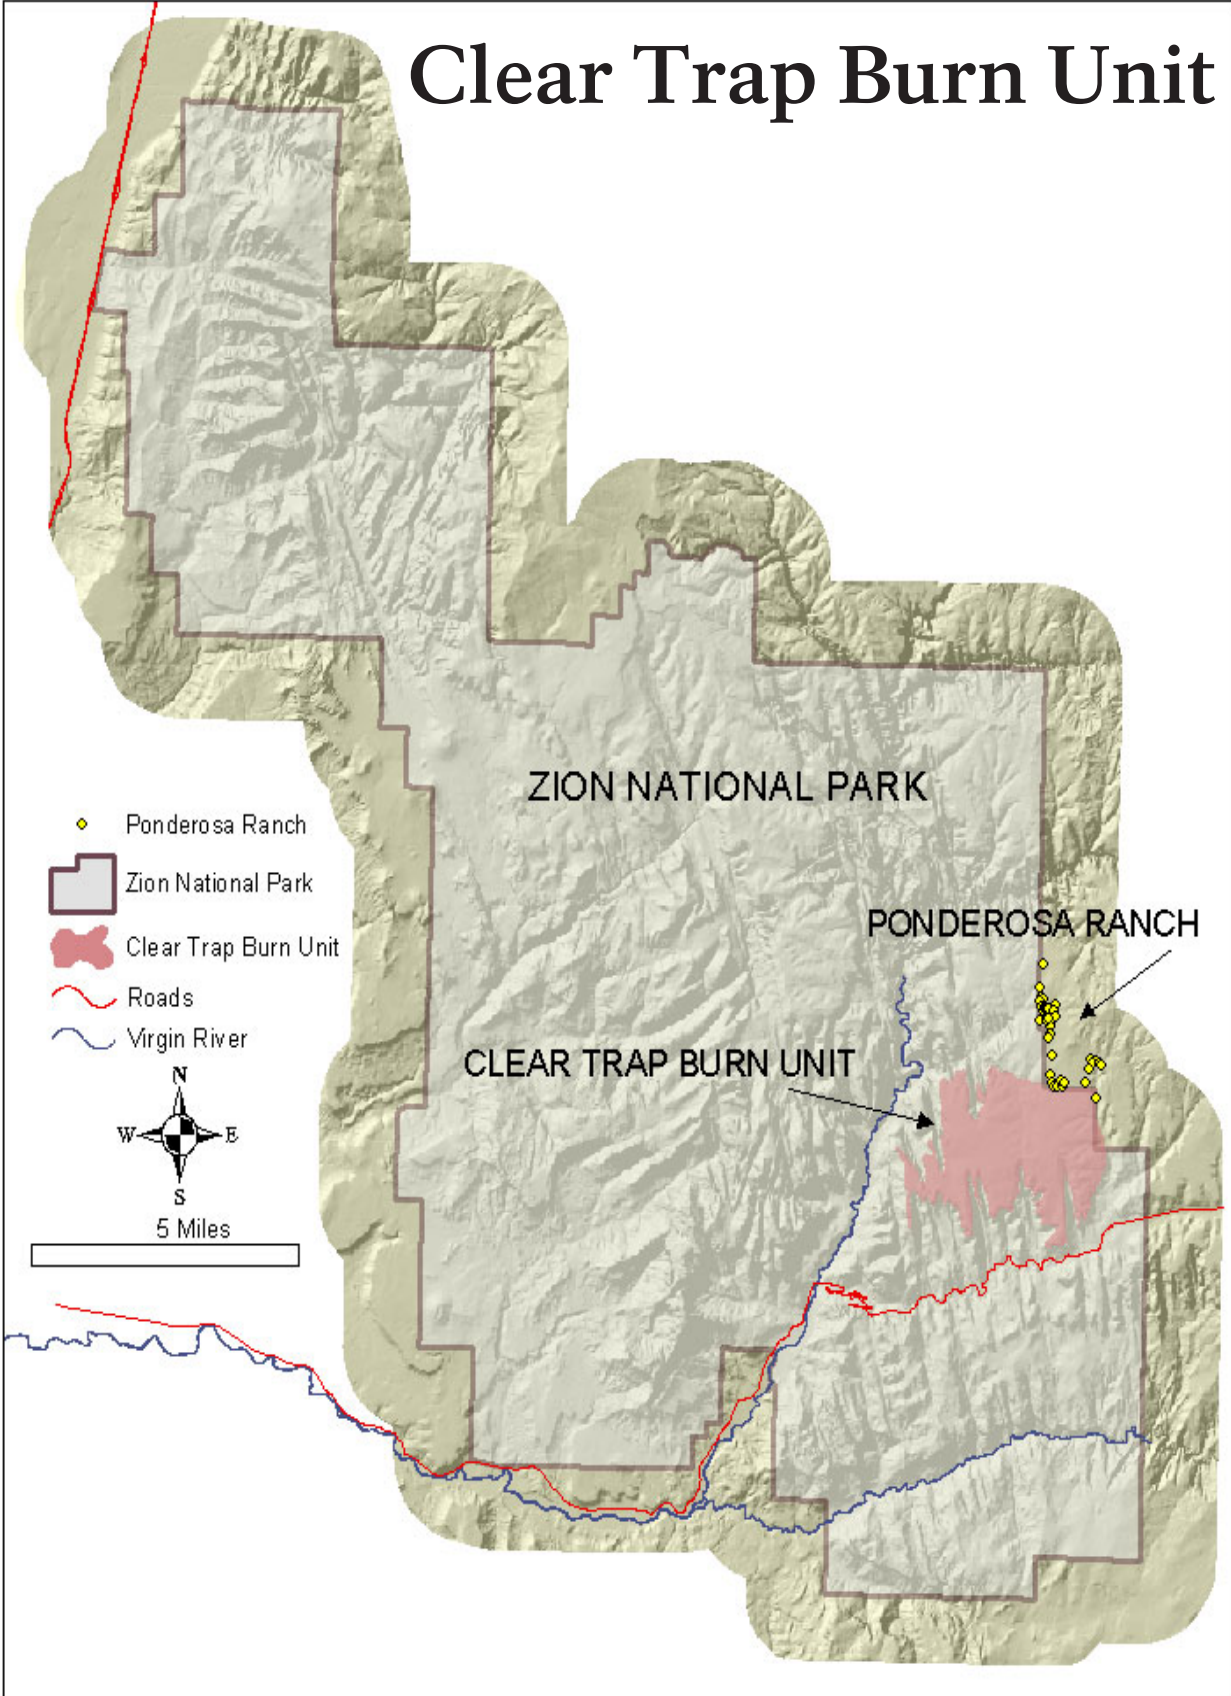 Clear Trap Burn Unit
ZION NATIONAL PARK
Ponderosa Ranch
Zion National Park
PONDEROSA RANCH
Clear Trap Burn Unit
Roads
Virgin River
CLEAR TRAP BURN UNIT
N
W E
S
5 Miles